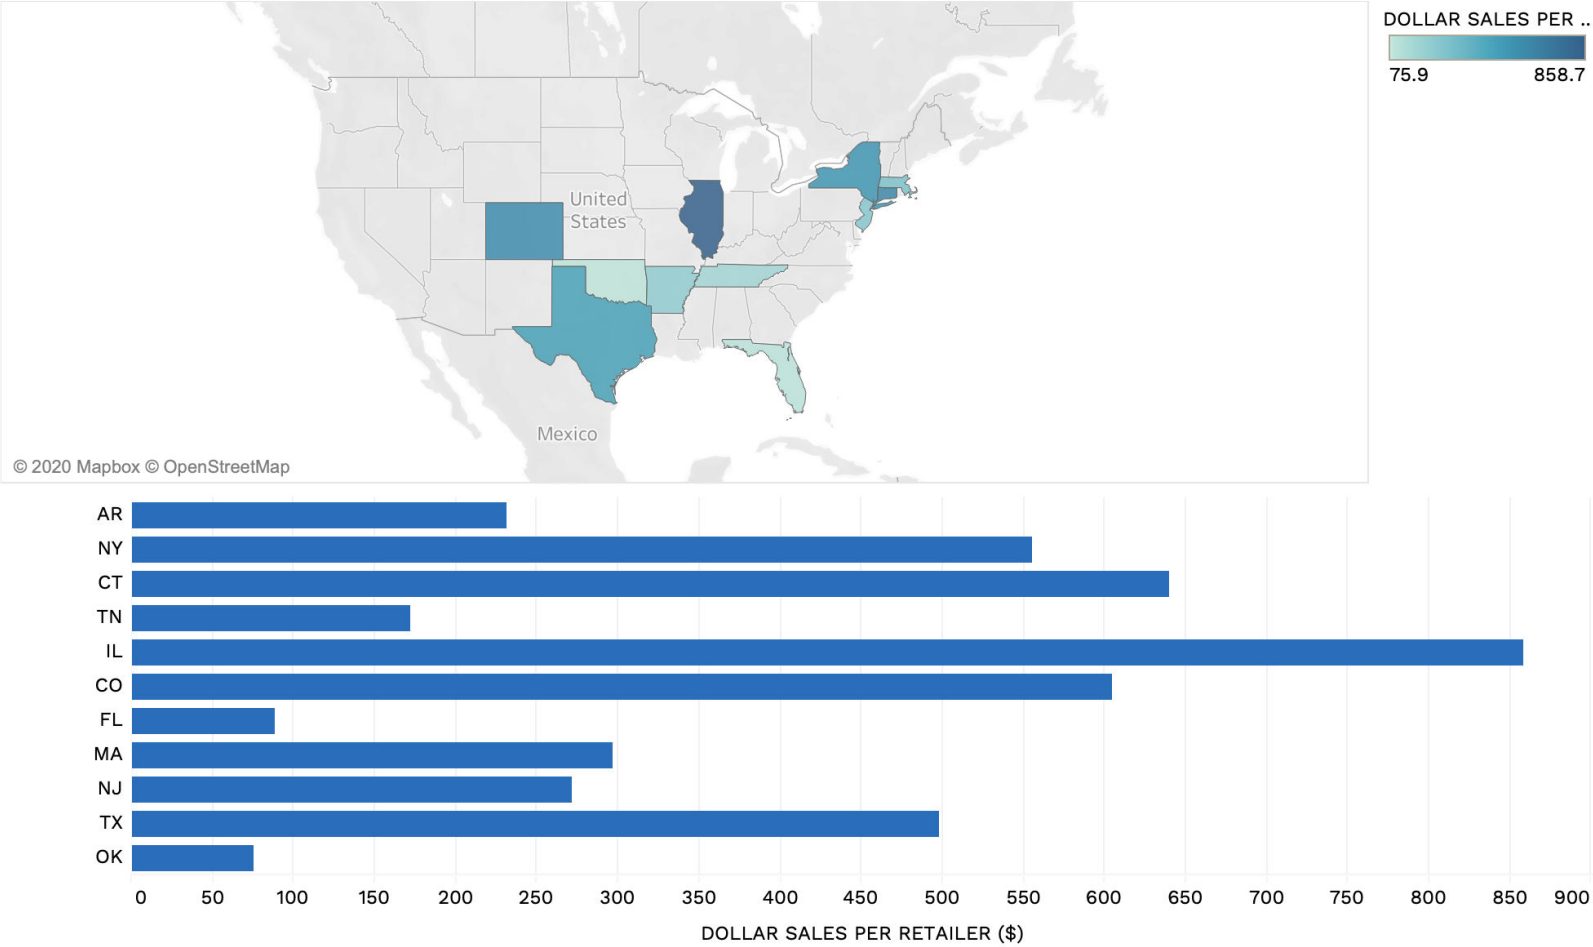 DOLLAR SALES PER ..
75.9 858.7
United
States
Mexico
© 2020 Mapbox © OpenStreetMap
AR
NY
CT
TN
IL
CO
FL
MA
NJ
TX
OK
0 50 100 150 200 250 300 350 400 450 500 550 600 650 700 750 800 850 900
DOLLAR SALES PER RETAILER ($)